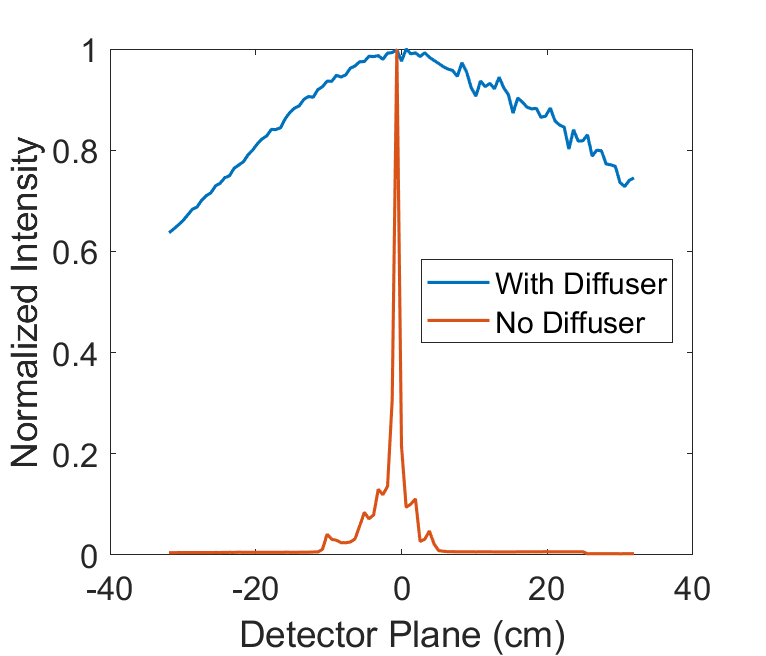 1
0.8
0.6
0.4
0.2
0
-40
-20
0
20
40
Normalized Intensity
Detector Plane (cm)
With Diffuser
No Diffuser